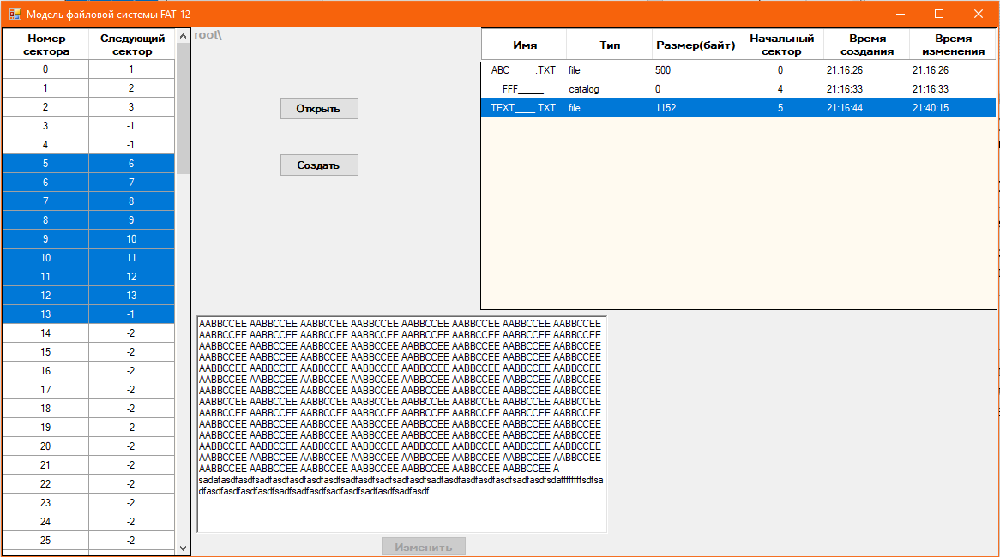 Модель файловой системы FAT-12
Номер сектора Следующий сектор
0 1
1 2
2 3
3 -1
4 -1
5 6
6 7
7 8
8 9
9 10
10 11
11 12
12 13
13 -1
14 -2
15 -2
16 -2
17 -2
18 -2
19 -2
20 -2
21 -2
22 -2
23 -2
24 -2
25 -2
root\
Открыть
Создать
Имя Тип Размер(байт) Начальный сектор Время создания Время изменения
ABC_____.TXT file 500 0 21:16:26 21:16:26
FFF_____ catalog 0 4 21:16:33 21:16:33
TEXT____.TXT file 1152 5 21:16:44 21:40:15
AABBCCEE AABBCCEE AABBCCEE AABBCCEE AABBCCEE AABBCCEE AABBCCEE AABBCCEE
AABBCCEE AABBCCEE AABBCCEE AABBCCEE AABBCCEE AABBCCEE AABBCCEE AABBCCEE
AABBCCEE AABBCCEE AABBCCEE AABBCCEE AABBCCEE AABBCCEE AABBCCEE AABBCCEE
AABBCCEE AABBCCEE AABBCCEE AABBCCEE AABBCCEE AABBCCEE AABBCCEE AABBCCEE
AABBCCEE AABBCCEE AABBCCEE AABBCCEE AABBCCEE AABBCCEE AABBCCEE AABBCCEE
AABBCCEE AABBCCEE AABBCCEE AABBCCEE AABBCCEE AABBCCEE AABBCCEE AABBCCEE
AABBCCEE AABBCCEE AABBCCEE AABBCCEE AABBCCEE AABBCCEE AABBCCEE AABBCCEE
AABBCCEE AABBCCEE AABBCCEE AABBCCEE AABBCCEE AABBCCEE AABBCCEE AABBCCEE
AABBCCEE AABBCCEE AABBCCEE AABBCCEE AABBCCEE AABBCCEE AABBCCEE AABBCCEE
AABBCCEE AABBCCEE AABBCCEE AABBCCEE AABBCCEE AABBCCEE AABBCCEE AABBCCEE
AABBCCEE AABBCCEE AABBCCEE AABBCCEE AABBCCEE AABBCCEE AABBCCEE AABBCCEE
AABBCCEE AABBCCEE AABBCCEE AABBCCEE AABBCCEE AABBCCEE AABBCCEE AABBCCEE
AABBCCEE AABBCCEE AABBCCEE AABBCCEE AABBCCEE AABBCCEE AABBCCEE AABBCCEE
AABBCCEE AABBCCEE AABBCCEE AABBCCEE AABBCCEE AABBCCEE AABBCCEE A
sadafasdfasdfsadfasdfasdfasdfasdfsadfasdfasdfsadfasdfasdfsadfasdfasdfasdfasdfsadfasdfsdaffffffffsdfsa
dfasdfasdfasdfasdfsadfsadfasdfasdfsadfasdfsadfasdfsadfasdf
Изменить